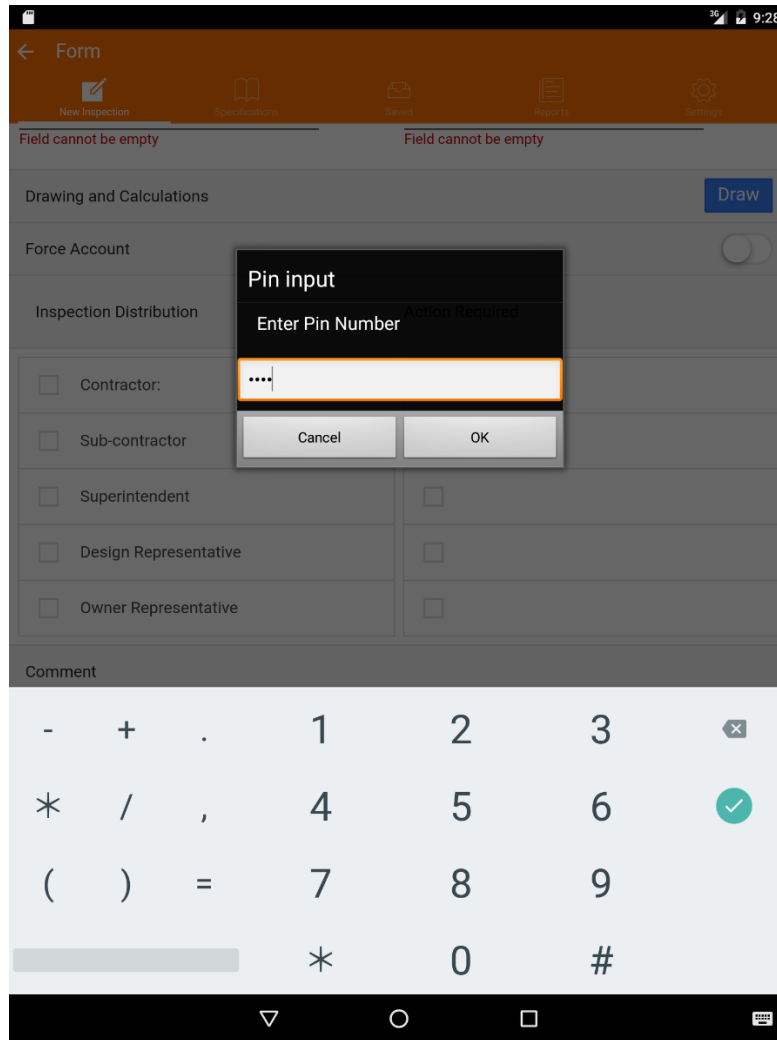 3G 9:28
Form
New Inspection Specifications Saved Reports Settings
Field cannot be empty Field cannot be empty
Drawing and Calculations Draw
Force Account
Pin input
Inspection Distribution Action Required
Enter Pin Number
••••
Contractor:
Cancel OK
Sub-contractor
Superintendent
Design Representative
Owner Representative
Comment
- + . 1 2 3
* / , 4 5 6
( ) = 7 8 9
* 0 #